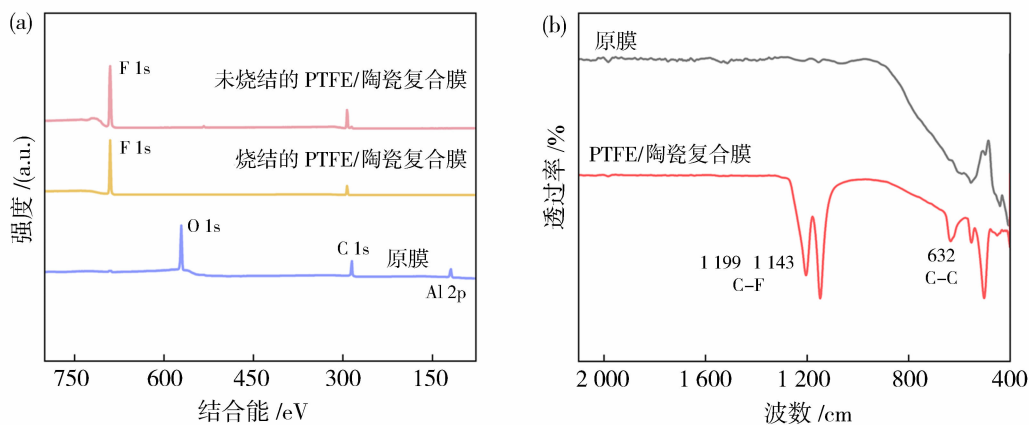 (a)
F 1s
未烧结的 PTFE/陶瓷复合膜
F 1s
烧结的 PTFE/陶瓷复合膜
O 1s
C 1s
原膜
Al 2p
强度 /(a.u.)
750 600 450 300 150
结合能 /eV
(b)
原膜
PTFE/陶瓷复合膜
1 199 1 143
C–F
632
C–C
透过率 /%
2 000 1 600 1 200 800 400
波数 /cm